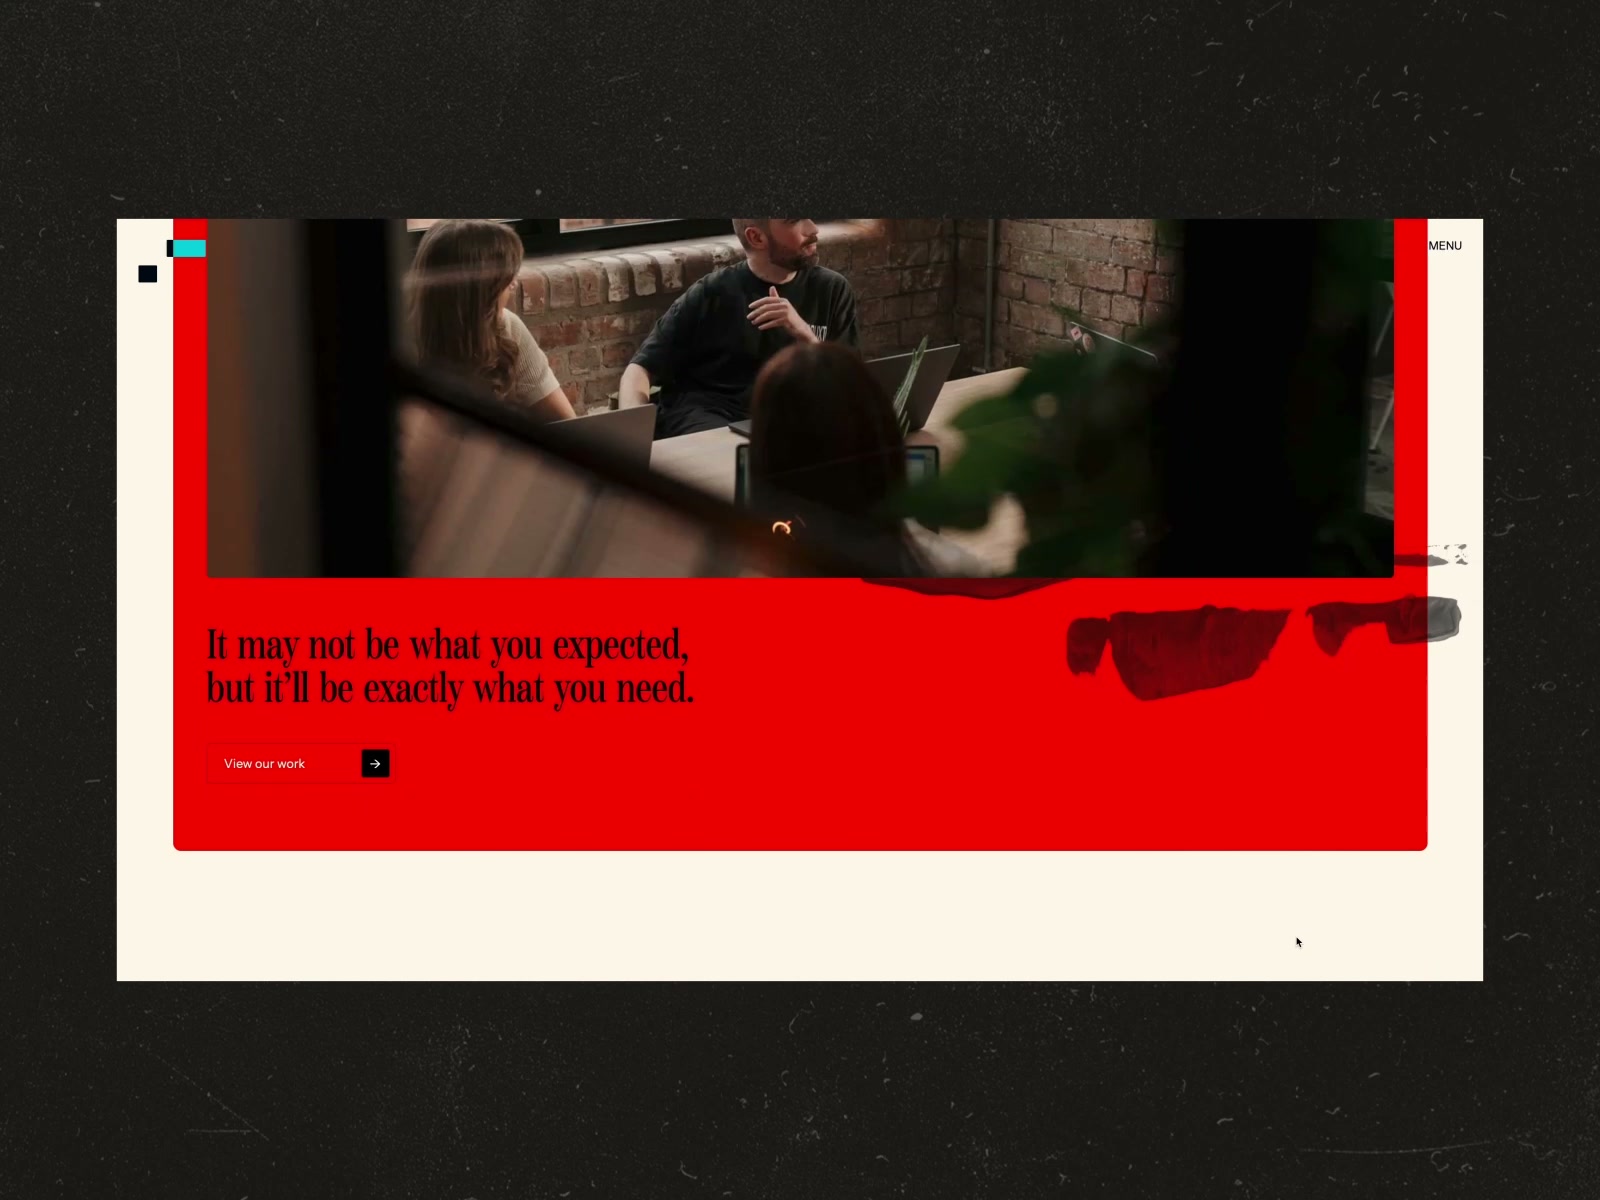 MENU
It may not be what you expected,
but it’ll be exactly what you need.
View our work